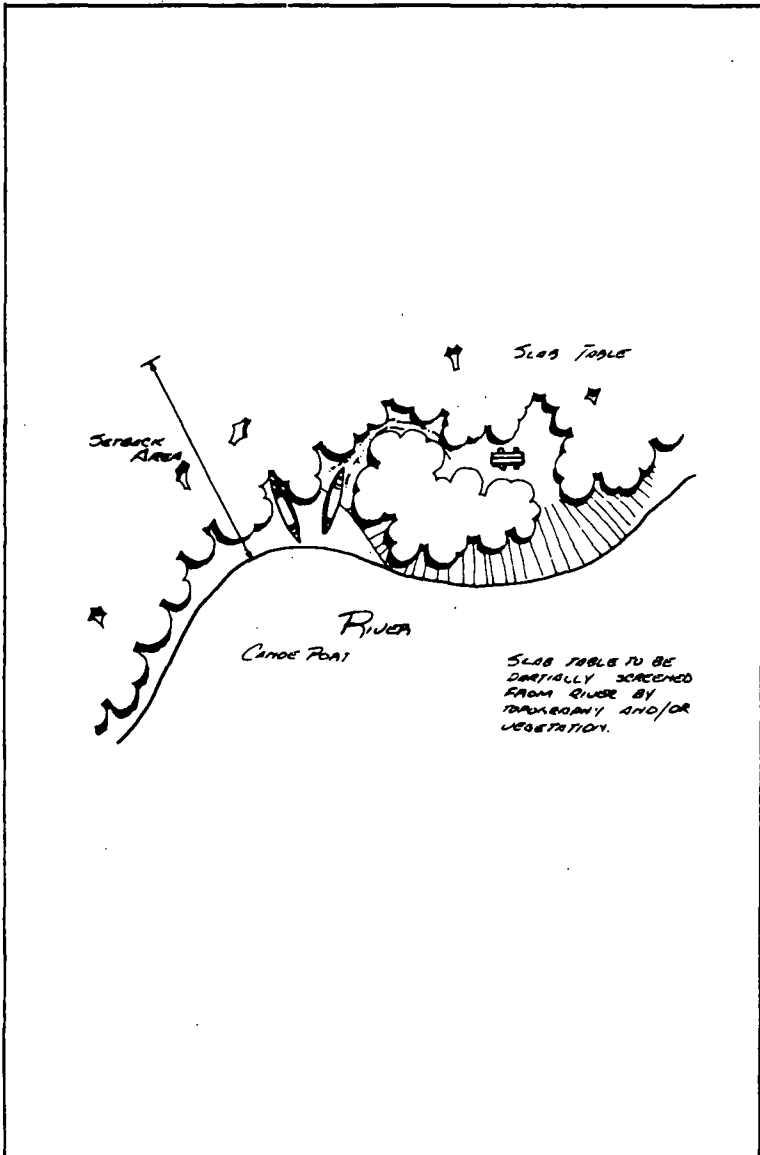 SLAB TABLE
SETBACK
AREA
RIVER
CANOE PORT
SLAB TABLE TO BE
PARTIALLY SCREENED
FROM RIVER BY
TOPOGRAPHY AND/OR
VEGETATION.